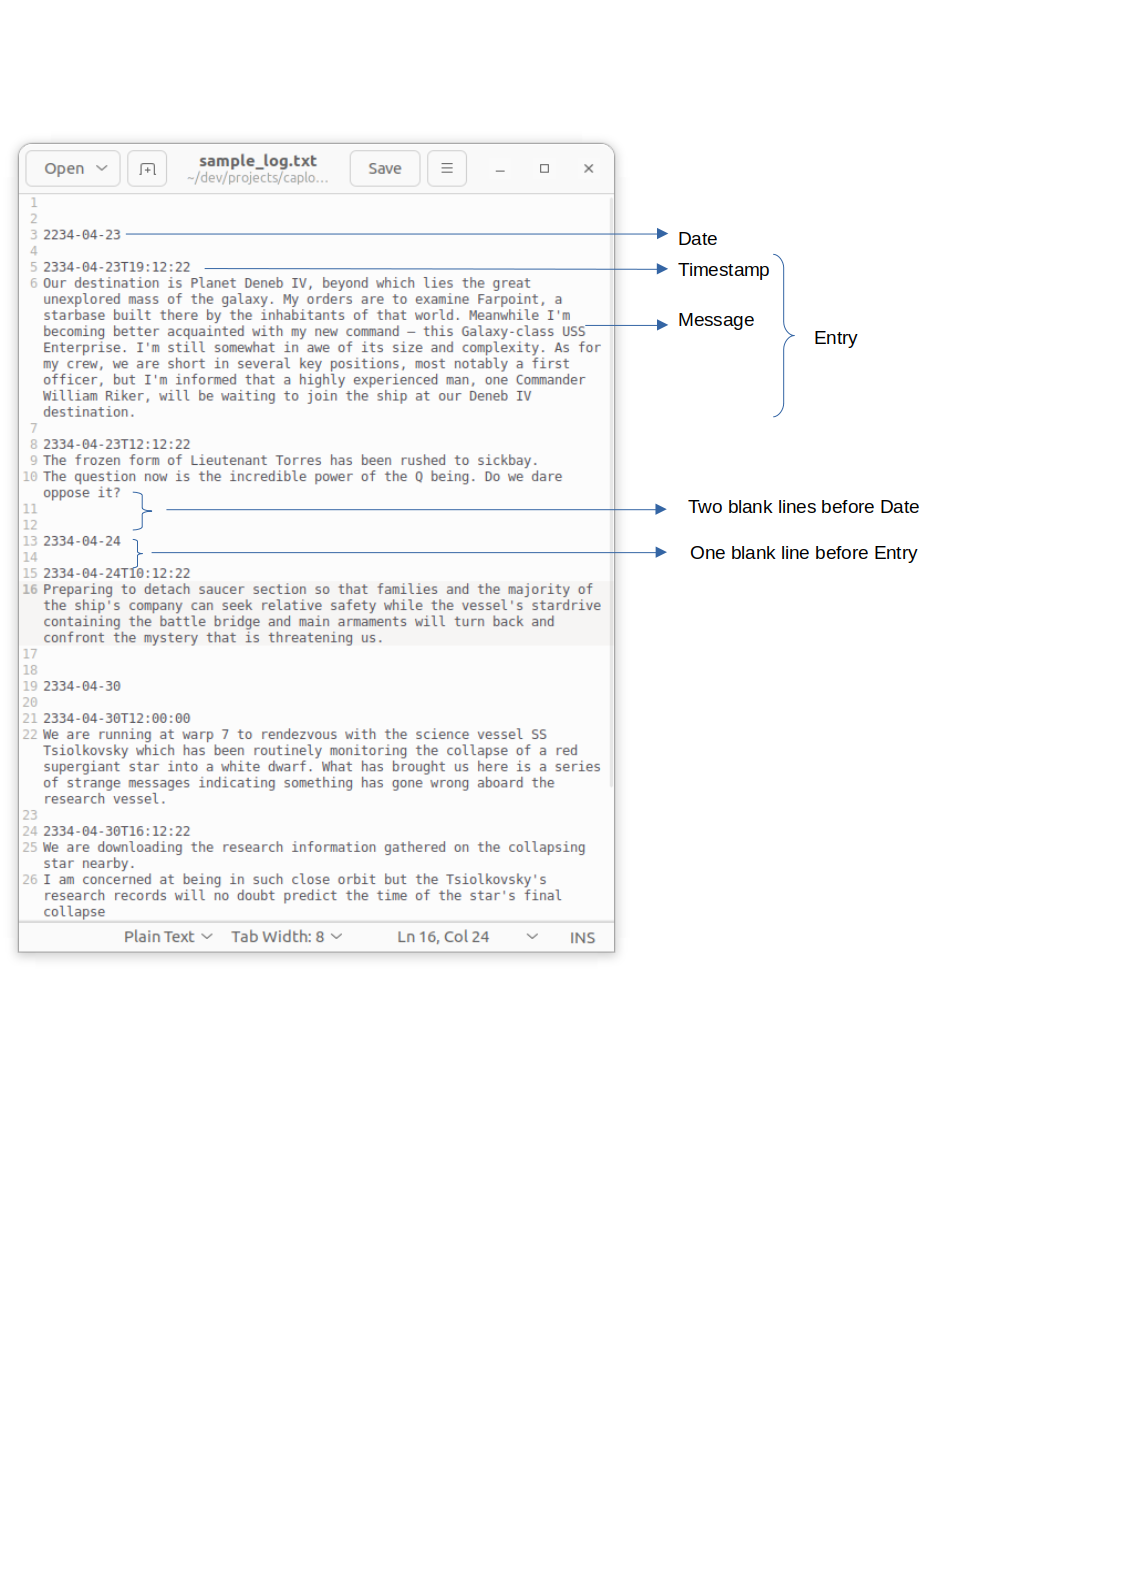 Open
sample_log.txt
~/dev/projects/caplo...
Save
1
2
3 2234-04-23
Date
4
5 2334-04-23T19:12:22
Timestamp
6 Our destination is Planet Deneb IV, beyond which lies the great
unexplored mass of the galaxy. My orders are to examine Farpoint, a
starbase built there by the inhabitants of that world. Meanwhile I'm
becoming better acquainted with my new command – this Galaxy-class USS
Enterprise. I'm still somewhat in awe of its size and complexity. As for
my crew, we are short in several key positions, most notably a first
officer, but I'm informed that a highly experienced man, one Commander
William Riker, will be waiting to join the ship at our Deneb IV
destination.
Message
Entry
7
8 2334-04-23T12:12:22
9 The frozen form of Lieutenant Torres has been rushed to sickbay.
10 The question now is the incredible power of the Q being. Do we dare
oppose it?
11
Two blank lines before Date
12
13 2334-04-24
14
One blank line before Entry
15 2334-04-24T10:12:22
16 Preparing to detach saucer section so that families and the majority of
the ship's company can seek relative safety while the vessel's stardrive
containing the battle bridge and main armaments will turn back and
confront the mystery that is threatening us.
17
18
19 2334-04-30
20
21 2334-04-30T12:00:00
22 We are running at warp 7 to rendezvous with the science vessel SS
Tsiolkovsky which has been routinely monitoring the collapse of a red
supergiant star into a white dwarf. What has brought us here is a series
of strange messages indicating something has gone wrong aboard the
research vessel.
23
24 2334-04-30T16:12:22
25 We are downloading the research information gathered on the collapsing
star nearby.
26 I am concerned at being in such close orbit but the Tsiolkovsky's
research records will no doubt predict the time of the star's final
collapse
Plain Text
Tab Width: 8
Ln 16, Col 24
INS